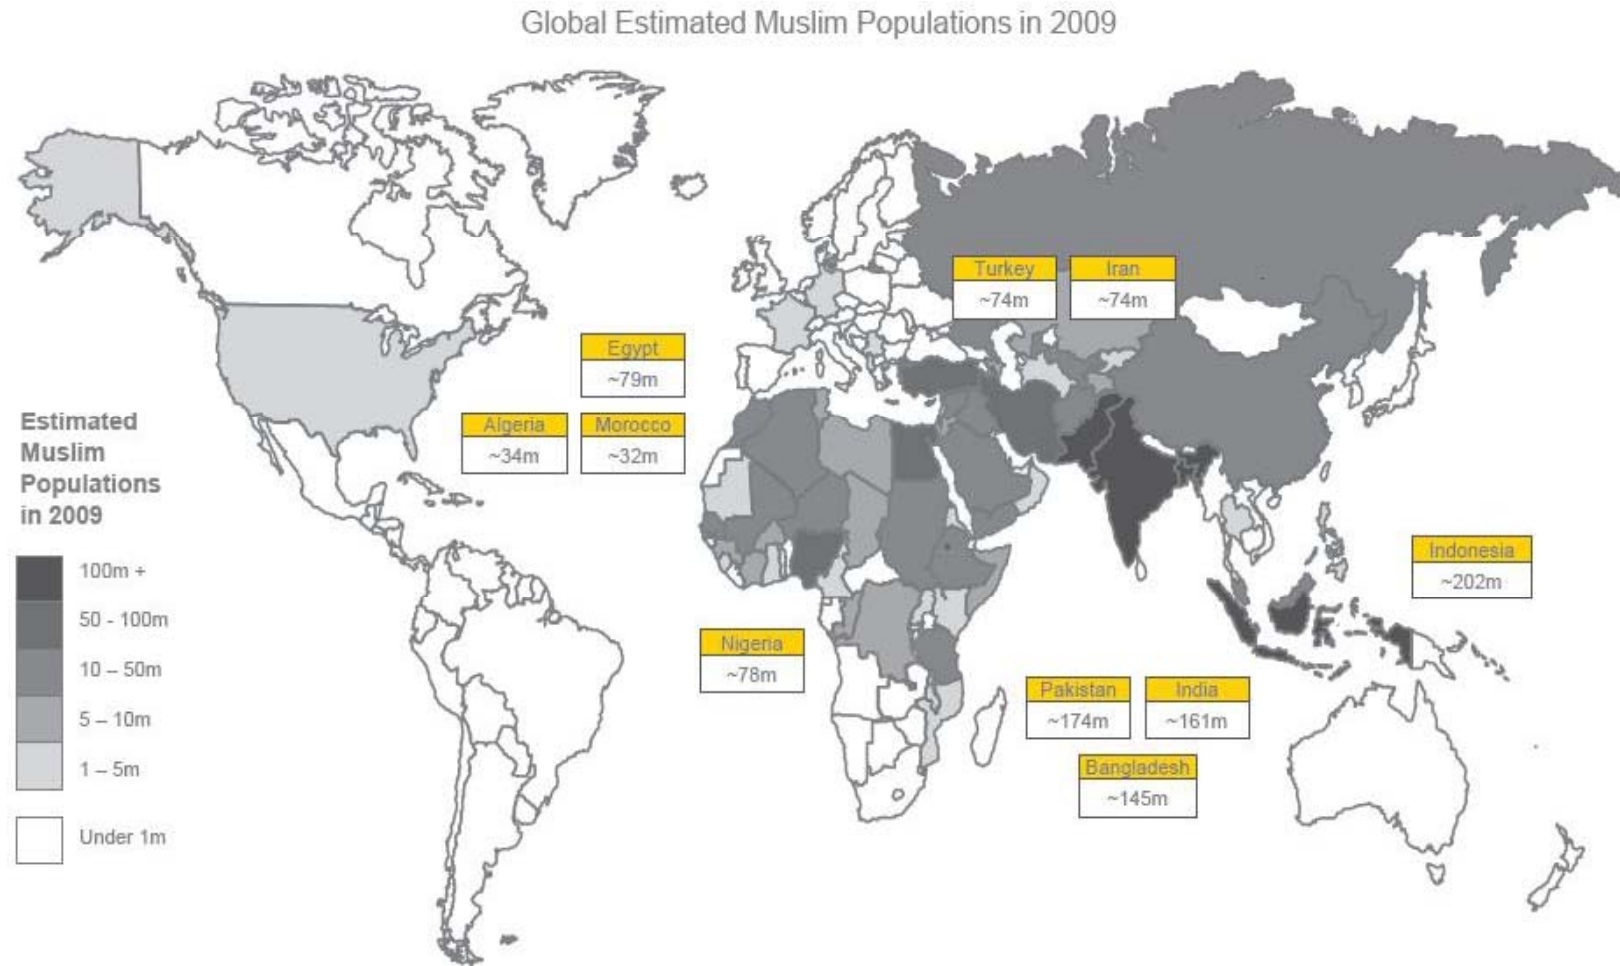 Global Estimated Muslim Populations in 2009
Turkey
~74m
Iran
~74m
Egypt
~79m
Algeria
~34m
Morocco
~32m
Estimated
Muslim
Populations
in 2009
100m +
50 - 100m
10 – 50m
5 – 10m
1 – 5m
Under 1m
Indonesia
~202m
Nigeria
~78m
Pakistan
~174m
India
~161m
Bangladesh
~145m